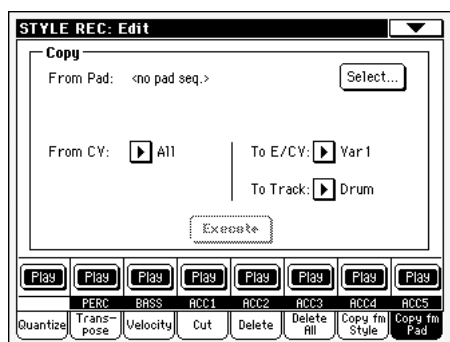 STYLE REC: Edit
Copy
From Pad: <no pad seq.> Select...
From CV: All To E/CV: Var1
To Track: Drum
Execute
Play Play Play Play Play Play Play Play
PERC BASS ACC1 ACC2 ACC3 ACC4 ACC5
Quantize Trans-pose Velocity Cut Delete Delete All Copy fm Style Copy fm Pad